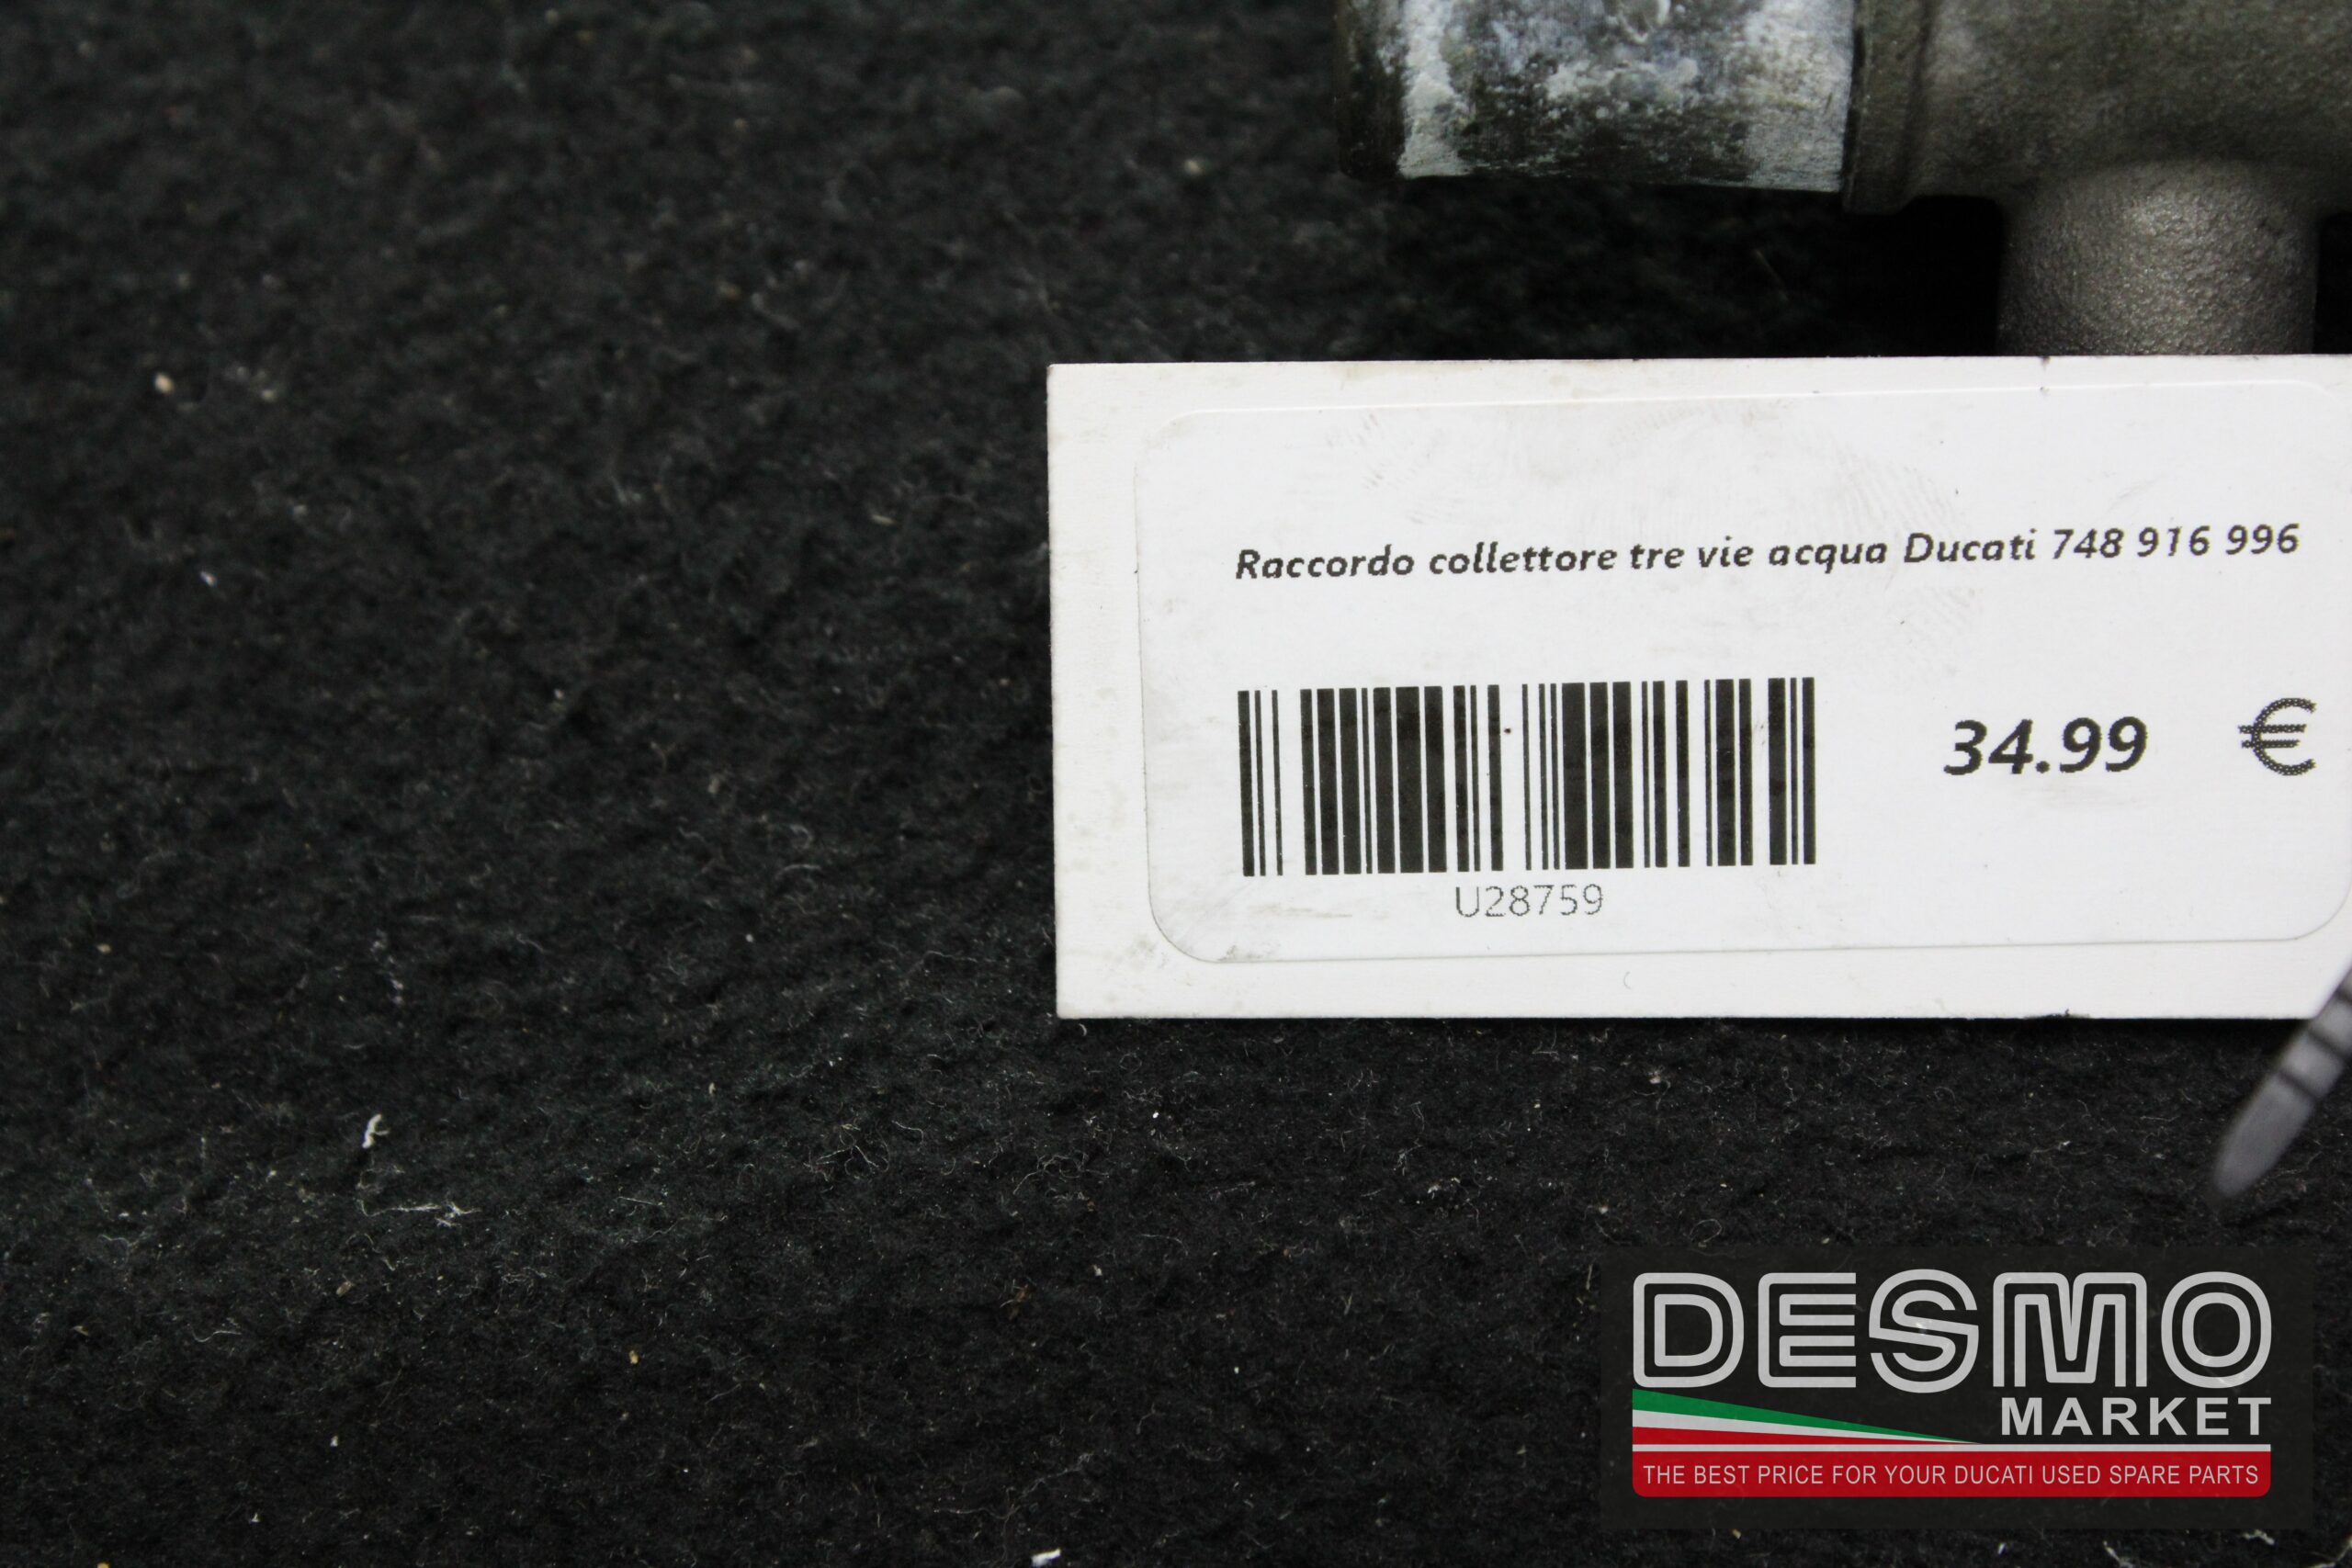 Raccordo collettore tre vie acqua Ducati 748 916 996
34.99 €
U28759
DESMO
MARKET
THE BEST PRICE FOR YOUR DUCATI USED SPARE PARTS